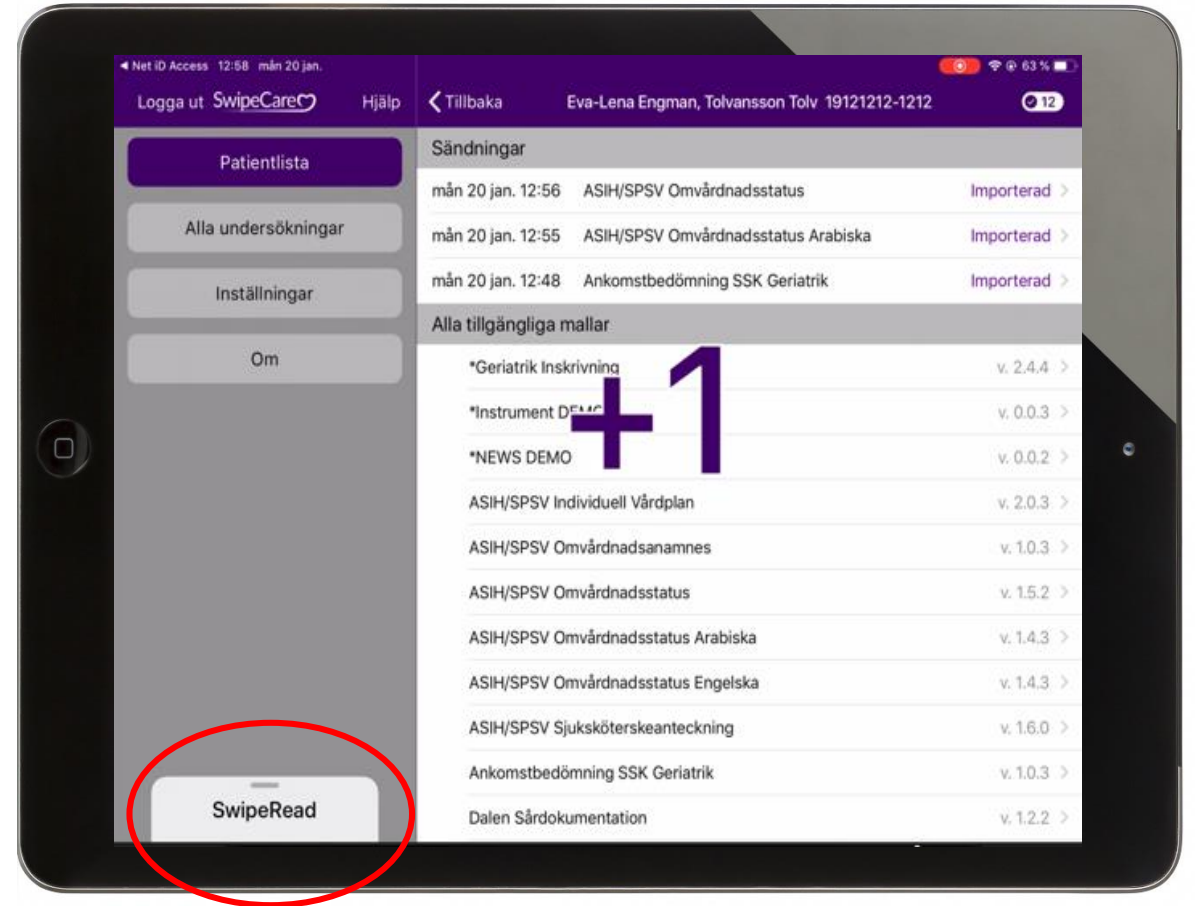 Net iD Access 12:58 mån 20 jan.
63 %
Logga ut SwipeCare Hjälp
Tillbaka Eva-Lena Engman, Tolvansson Tolv 19121212-1212 12
Patientlista
Alla undersökningar
Inställningar
Om
SwipeRead
Sändningar
mån 20 jan. 12:56 ASIH/SPSV Omvårdnadsstatus Importerad
mån 20 jan. 12:55 ASIH/SPSV Omvårdnadsstatus Arabiska Importerad
mån 20 jan. 12:48 Ankomstbedömning SSK Geriatrik Importerad
Alla tillgängliga mallar
*Geriatrik Inskrivning v. 2.4.4
*Instrument DEMO v. 0.0.3
*NEWS DEMO v. 0.0.2
+1
ASIH/SPSV Individuell Vårdplan v. 2.0.3
ASIH/SPSV Omvårdnadsanamnes v. 1.0.3
ASIH/SPSV Omvårdnadsstatus v. 1.5.2
ASIH/SPSV Omvårdnadsstatus Arabiska v. 1.4.3
ASIH/SPSV Omvårdnadsstatus Engelska v. 1.4.3
ASIH/SPSV Sjuksköterskeanteckning v. 1.6.0
Ankomstbedömning SSK Geriatrik v. 1.0.3
Dalen Sårdokumentation v. 1.2.2